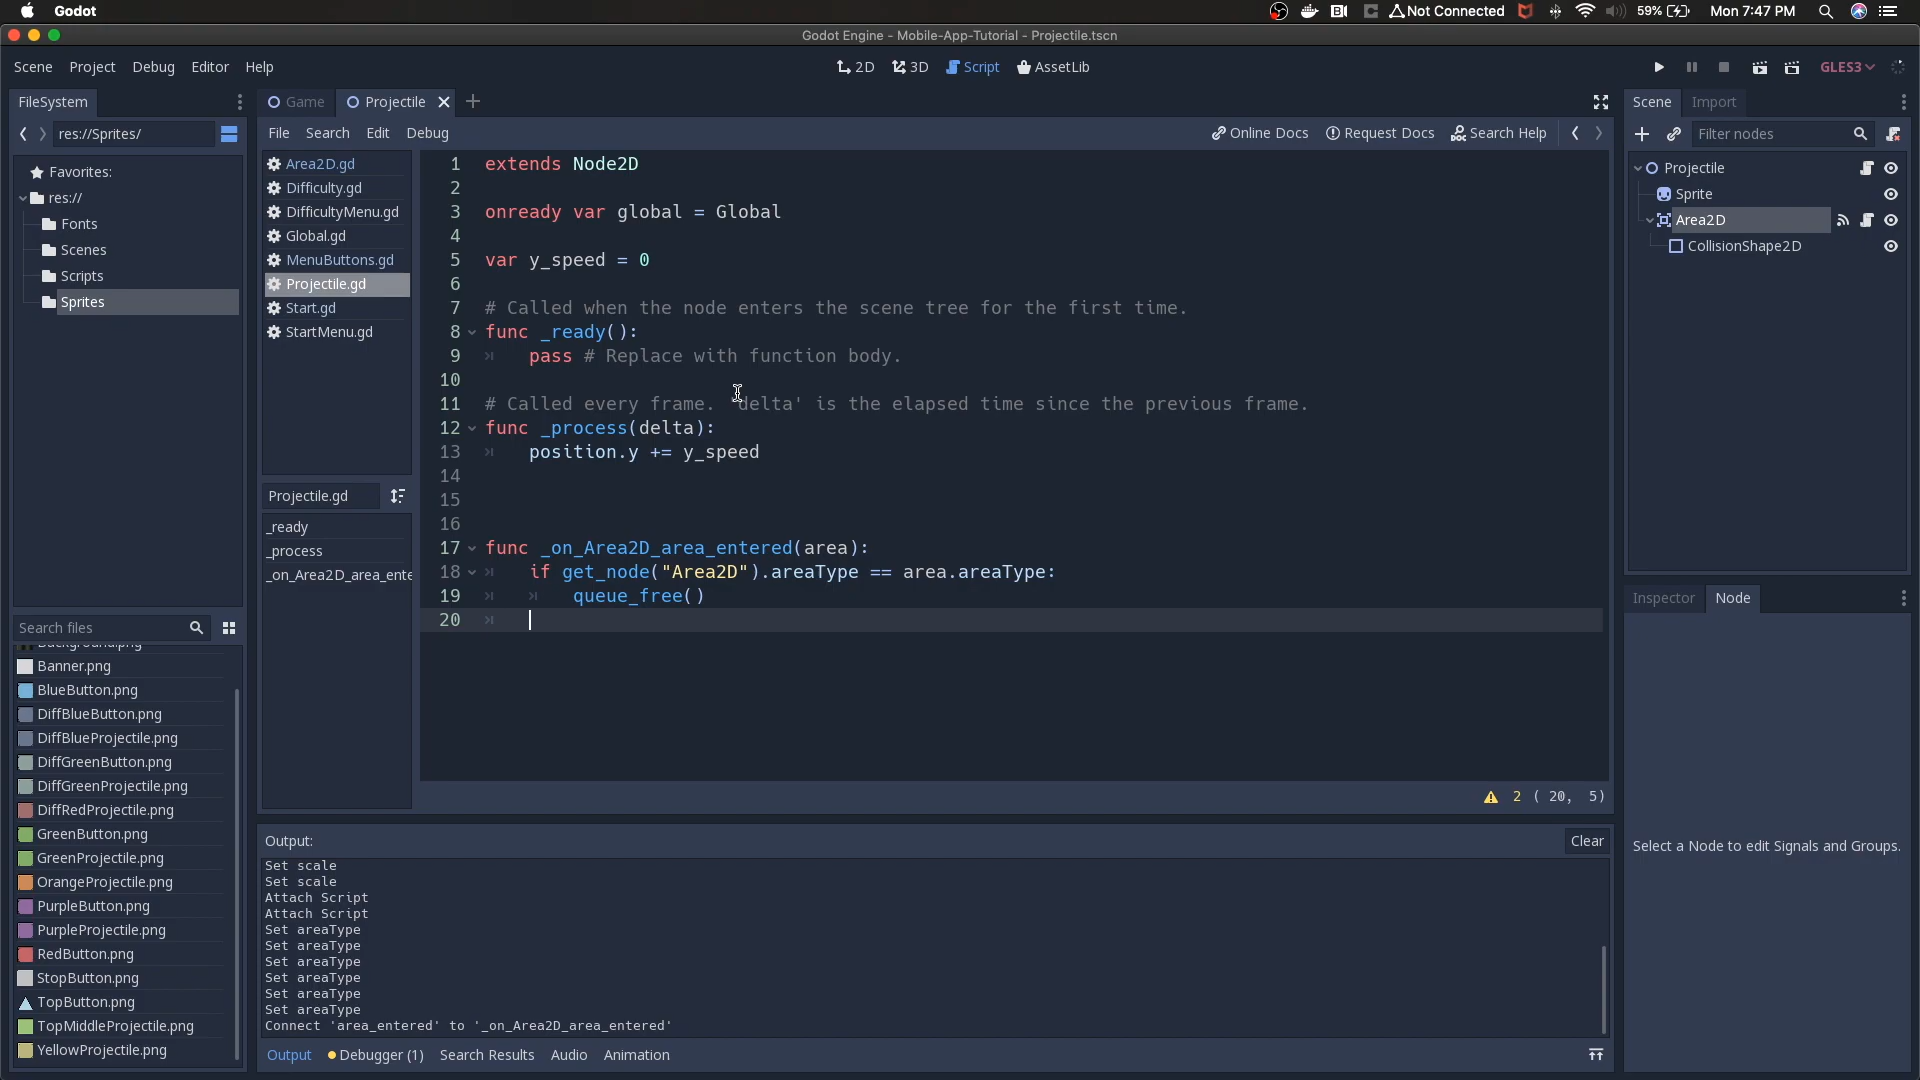 Godot
Not Connected
59%
Mon 7:47 PM
Godot Engine - Mobile-App-Tutorial - Projectile.tscn
Scene Project Debug Editor Help
2D 3D Script AssetLib
GLES3
FileSystem
res://Sprites/
Favorites:
res://
Fonts
Scenes
Scripts
Sprites
Search files
Banner.png
BlueButton.png
DiffBlueButton.png
DiffBlueProjectile.png
DiffGreenButton.png
DiffGreenProjectile.png
DiffRedProjectile.png
GreenButton.png
GreenProjectile.png
OrangeProjectile.png
PurpleButton.png
PurpleProjectile.png
RedButton.png
StopButton.png
TopButton.png
TopMiddleProjectile.png
YellowProjectile.png
Game Projectile
File Search Edit Debug
Online Docs Request Docs Search Help
Area2D.gd
Difficulty.gd
DifficultyMenu.gd
Global.gd
MenuButtons.gd
Projectile.gd
Start.gd
StartMenu.gd
Projectile.gd
_ready
_process
_on_Area2D_area_ente
1 extends Node2D
2
3 onready var global = Global
4
5 var y_speed = 0
6
7 # Called when the node enters the scene tree for the first time.
8 func _ready():
9 pass # Replace with function body.
10
11 # Called every frame. 'delta' is the elapsed time since the previous frame.
12 func _process(delta):
13 position.y += y_speed
14
15
16
17 func _on_Area2D_area_entered(area):
18 if get_node("Area2D").areaType == area.areaType:
19 queue_free()
20
2 ( 20, 5)
Output:
Clear
Set scale
Set scale
Attach Script
Attach Script
Set areaType
Set areaType
Set areaType
Set areaType
Set areaType
Set areaType
Connect 'area_entered' to '_on_Area2D_area_entered'
Output Debugger (1) Search Results Audio Animation
Scene Import
Filter nodes
Projectile
Sprite
Area2D
CollisionShape2D
Inspector Node
Select a Node to edit Signals and Groups.